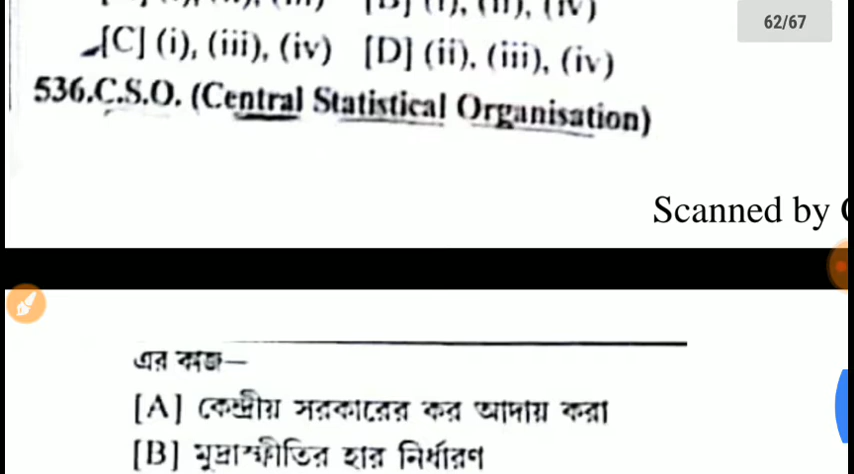 62/67
[C] (i), (iii), (iv) [D] (ii), (iii), (iv)
536.C.S.O. (Central Statistical Organisation)
Scanned by
এর কাজ—
[A] কেন্দ্রীয় সরকারের কর আদায় করা
[B] মুদ্রাস্ফীতির হার নির্ধারণ